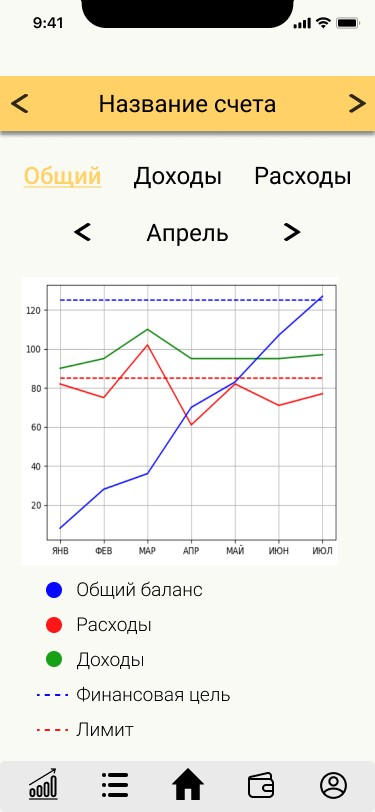 9:41
Название счета
Общий Доходы Расходы
Апрель
120
100
80
60
40
20
ЯНВ ФЕВ МАР АПР МАЙ ИЮН ИЮЛ
Общий баланс
Расходы
Доходы
Финансовая цель
Лимит